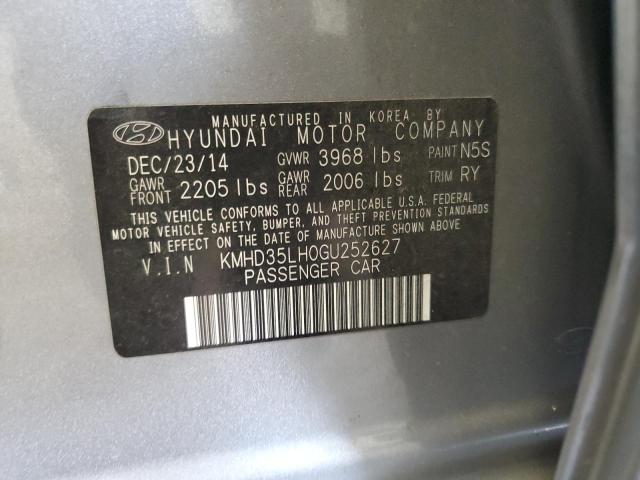 MANUFACTURED IN KOREA BY
HYUNDAI MOTOR COMPANY
DEC/23/14 GVWR 3968 lbs PAINT N5S
GAWR FRONT 2205 lbs GAWR REAR 2006 lbs TRIM RY
THIS VEHICLE CONFORMS TO ALL APPLICABLE U.S.A. FEDERAL
MOTOR VEHICLE SAFETY, BUMPER, AND THEFT PREVENTION STANDARDS
IN EFFECT ON THE DATE OF MANUFACTURE SHOWN ABOVE
V.I.N KMHD35LH0GU252627
PASSENGER CAR